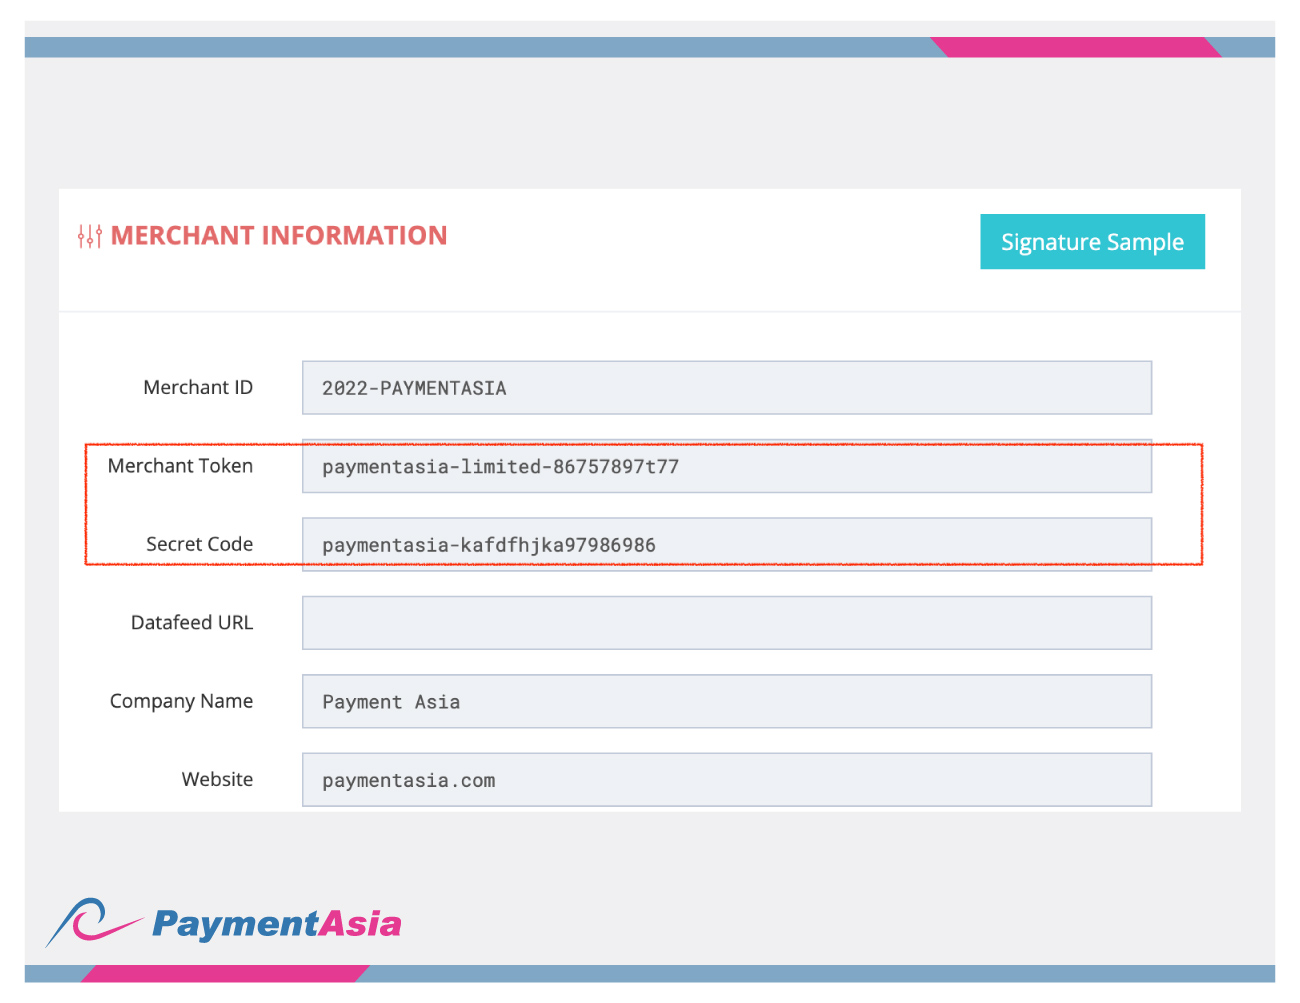 MERCHANT INFORMATION
Signature Sample
Merchant ID
2022-PAYMENTASIA
Merchant Token
paymentasia-limited-86757897t77
Secret Code
paymentasia-kafdfhjka97986986
Datafeed URL
Company Name
Payment Asia
Website
paymentasia.com
PaymentAsia